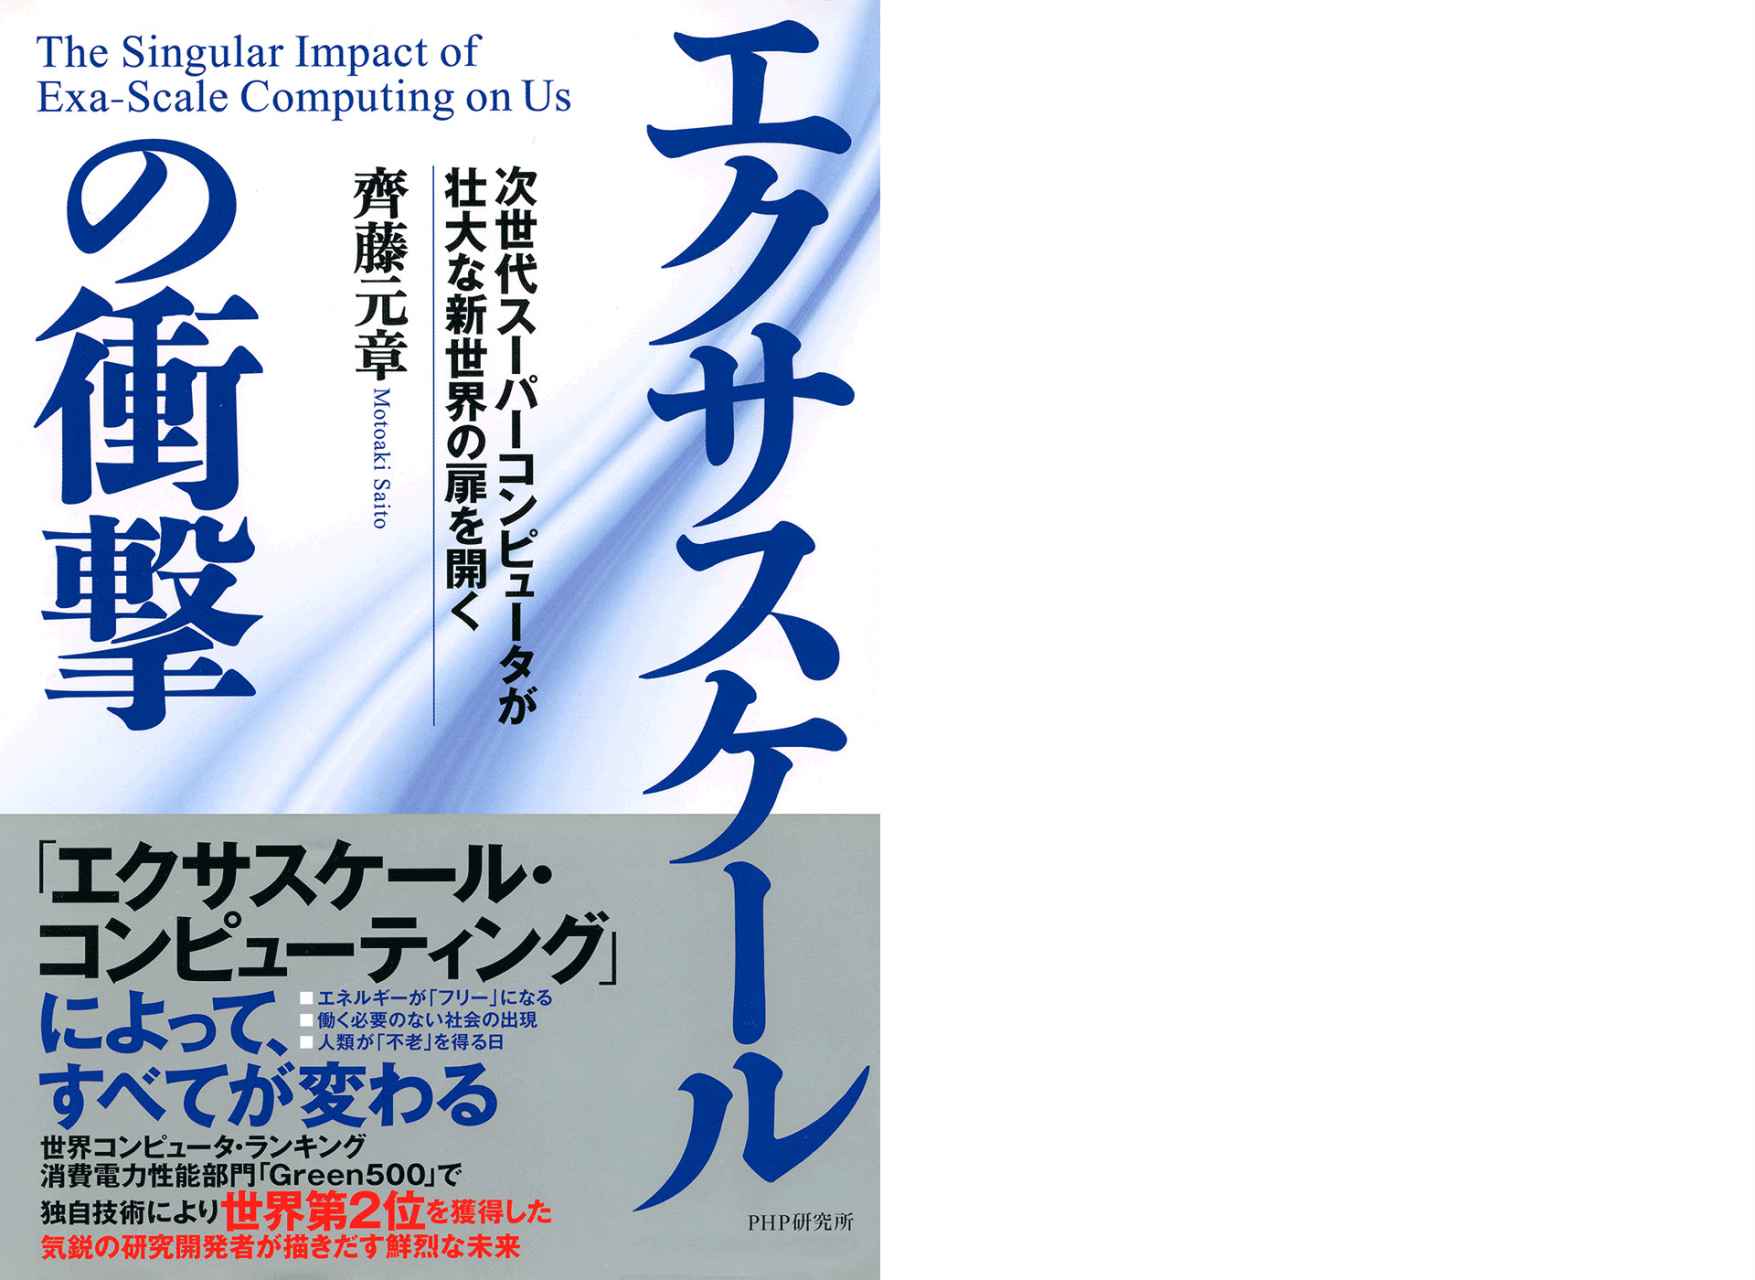 The Singular Impact of
Exa-Scale Computing on Us
エクサスケール
の衝撃
次世代スーパーコンピュータが
壮大な新世界の扉を開く
齊藤元章 Motoaki Saito
「エクサスケール・
コンピューティング」
によって、
■エネルギーが「フリー」になる
■働く必要のない社会の出現
■人類が「不老」を得る日
すべてが変わる
世界コンピュータ・ランキング
消費電力性能部門「Green500」で
独自技術により世界第2位を獲得した
気鋭の研究開発者が描きだす鮮烈な未来
PHP研究所